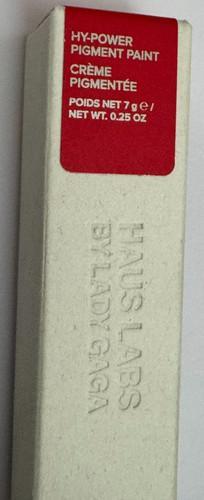 HY-POWER
PIGMENT PAINT
CRÈME
PIGMENTÉE
POIDS NET 7 g e /
NET WT. 0.25 OZ
HAUS LABS
BY LADY GAGA